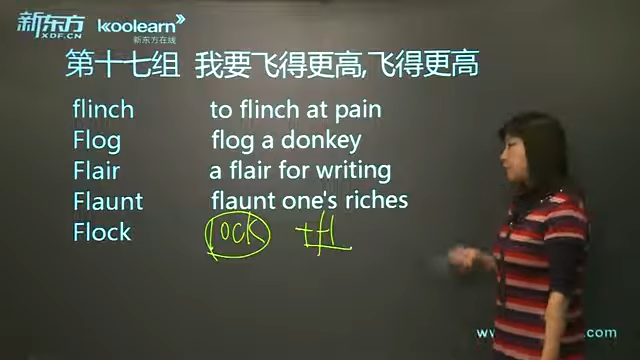 新东方 koolearn
XDF.CN 新东方在线
第十七组 我要飞得更高,飞得更高
flinch to flinch at pain
Flog flog a donkey
Flair a flair for writing
Flaunt flaunt one's riches
Flock rock +fl
.com